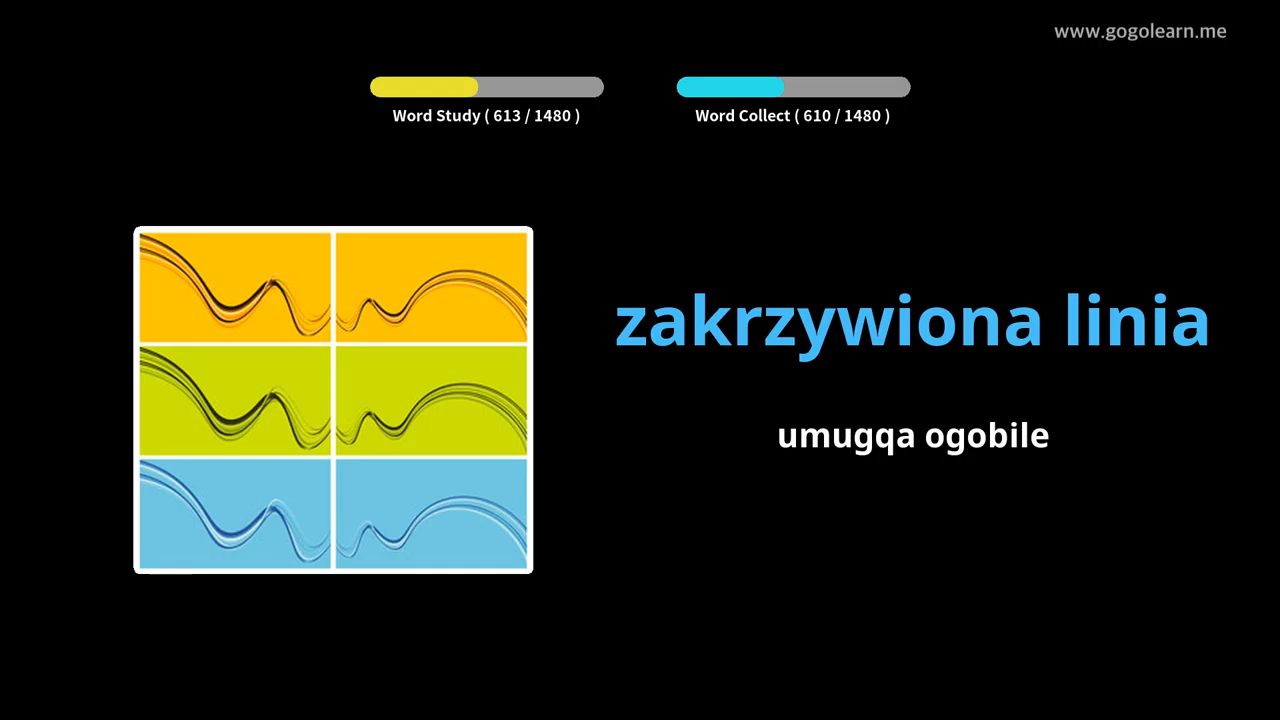 www.gogolearn.me
Word Study ( 613 / 1480 )
Word Collect ( 610 / 1480 )
zakrzywiona linia
umugqa ogobile